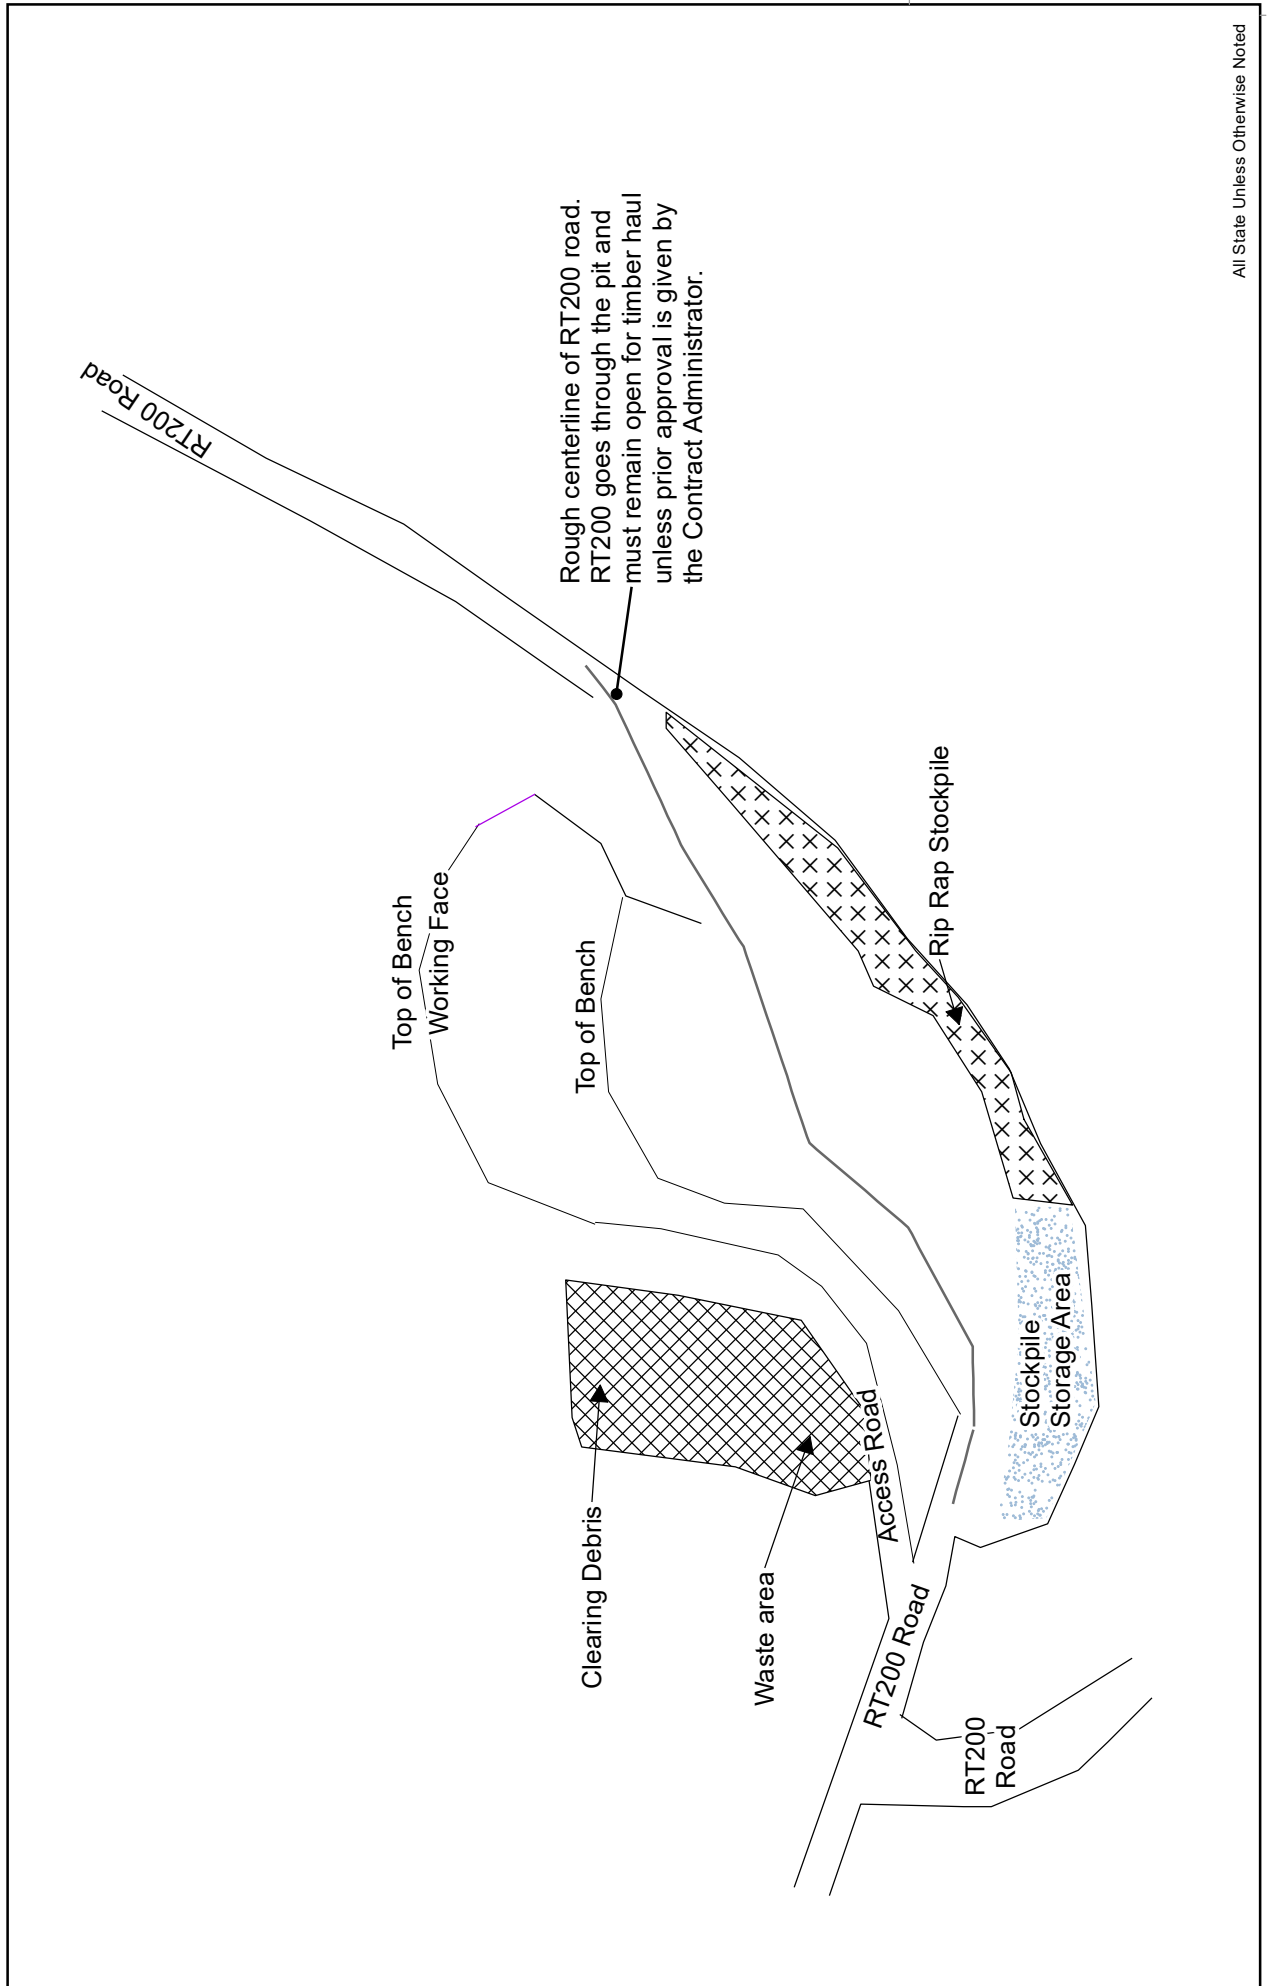 All State Unless Otherwise Noted
RT200 Road
Rough centerline of RT200 road.
RT200 goes through the pit and
must remain open for timber haul
unless prior approval is given by
the Contract Administrator.
Top of Bench
Working Face
Top of Bench
Rip Rap Stockpile
Stockpile
Storage Area
Access Road
Clearing Debris
Waste area
RT200 Road
RT200
Road